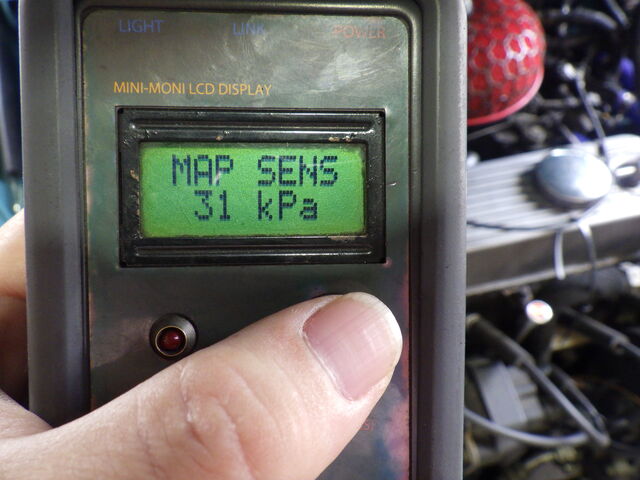 LIGHT LINK POWER
MINI-MONI LCD DISPLAY
MAP SENS
31 kPa